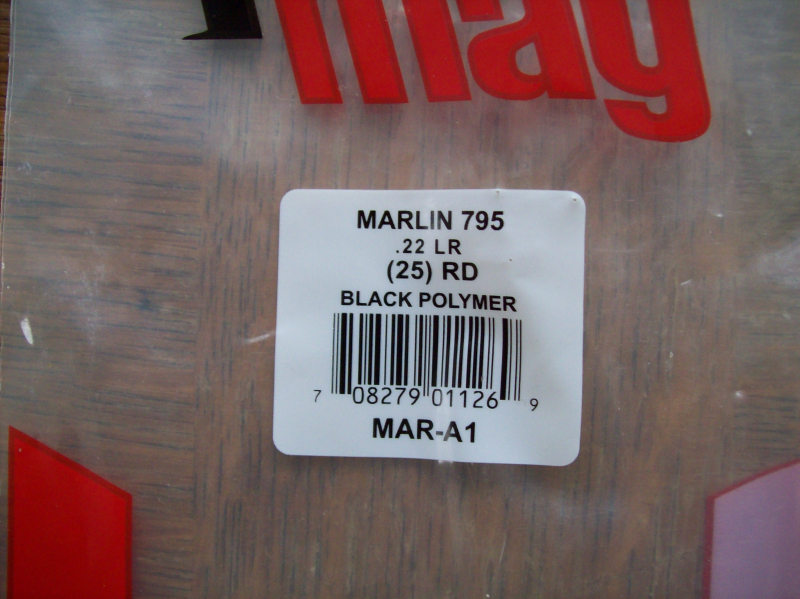 mag
MARLIN 795
.22 LR
(25) RD
BLACK POLYMER
7 08279 01126 9
MAR-A1